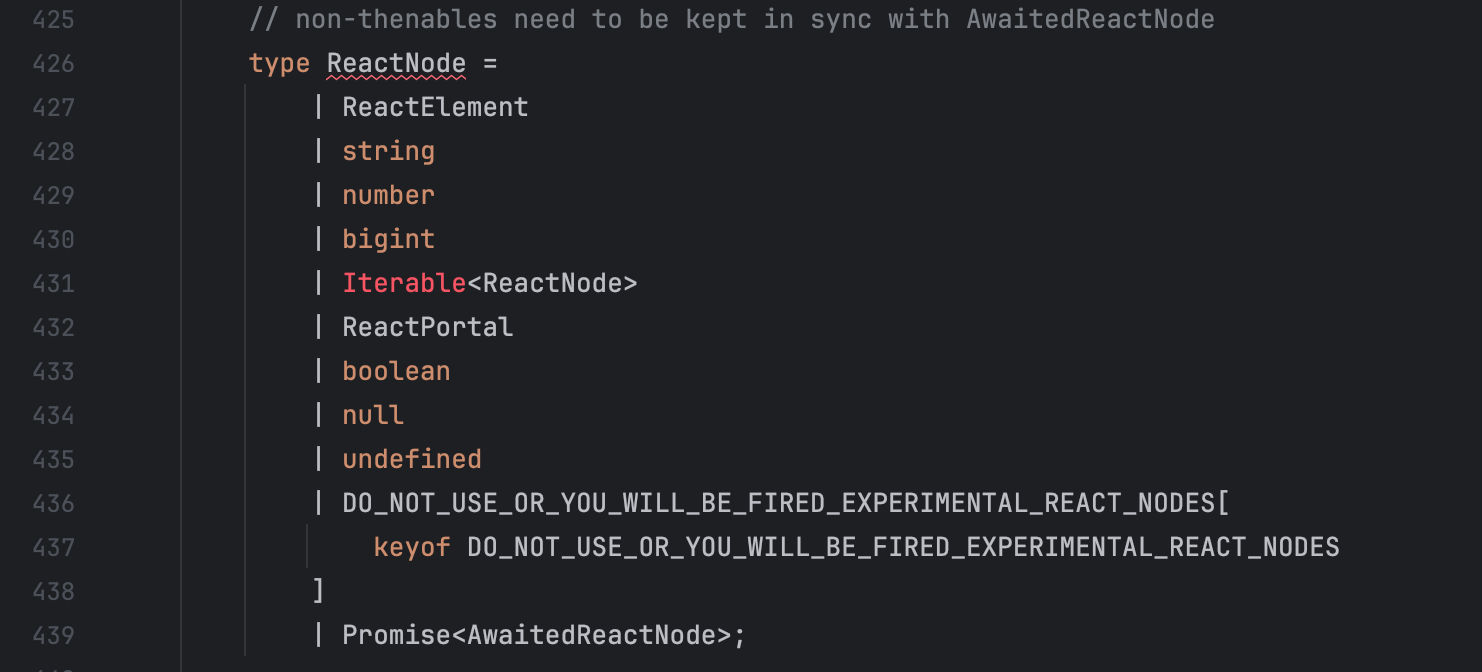 425 // non-thenables need to be kept in sync with AwaitedReactNode
426 type ReactNode =
427 | ReactElement
428 | string
429 | number
430 | bigint
431 | Iterable<ReactNode>
432 | ReactPortal
433 | boolean
434 | null
435 | undefined
436 | DO_NOT_USE_OR_YOU_WILL_BE_FIRED_EXPERIMENTAL_REACT_NODES[
437 keyof DO_NOT_USE_OR_YOU_WILL_BE_FIRED_EXPERIMENTAL_REACT_NODES
438 ]
439 | Promise<AwaitedReactNode>;